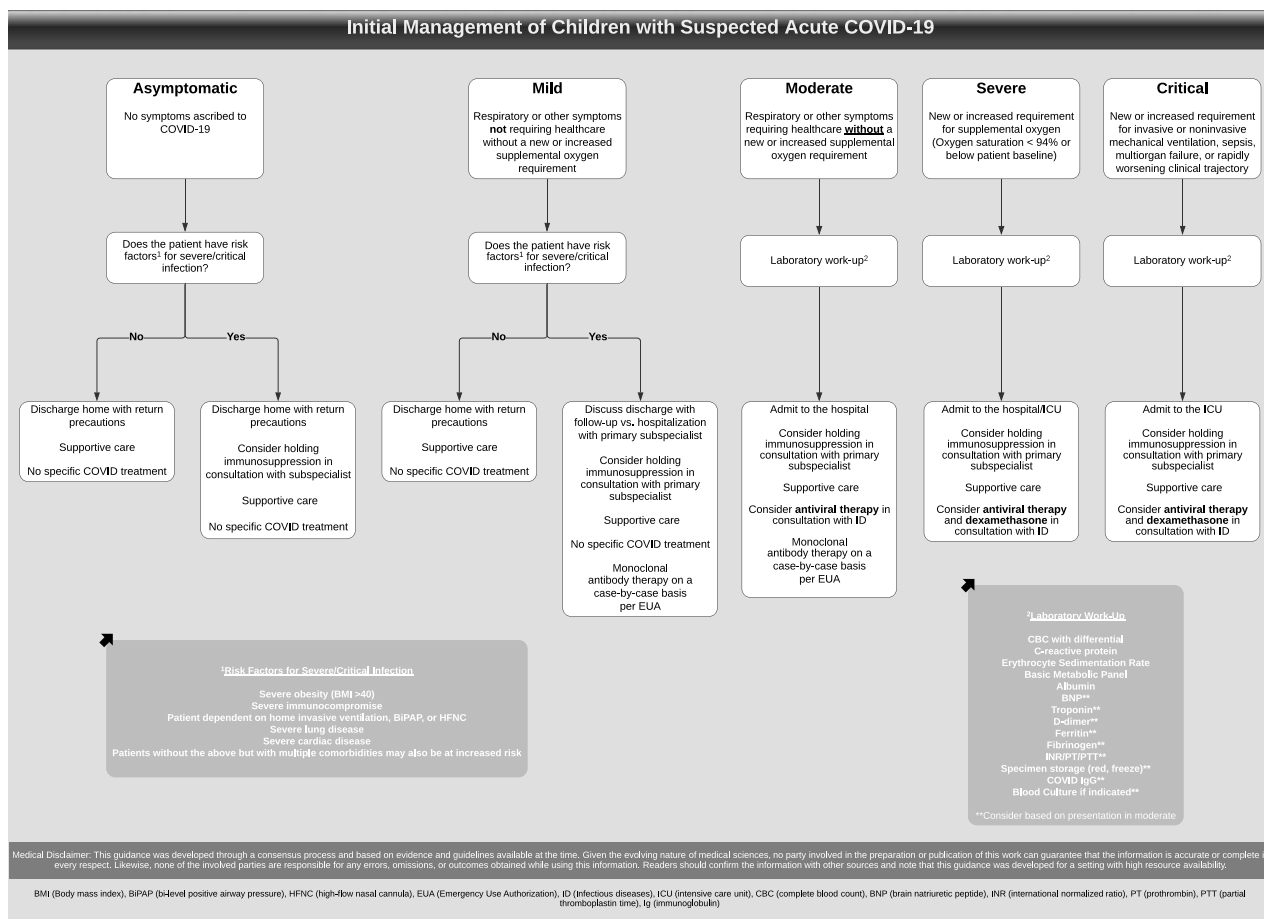 Initial Management of Children with Suspected Acute COVID-19
Asymptomatic
No symptoms ascribed to
COVID-19
Does the patient have risk
factors¹ for severe/critical
infection?
No
Yes
Discharge home with return
precautions
Supportive care
No specific COVID treatment
Discharge home with return
precautions
Consider holding
immunosuppression in
consultation with subspecialist
Supportive care
No specific COVID treatment
Mild
Respiratory or other symptoms
not requiring healthcare
without a new or increased
supplemental oxygen
requirement
Does the patient have risk
factors¹ for severe/critical
infection?
No
Yes
Discharge home with return
precautions
Supportive care
No specific COVID treatment
Discuss discharge with
follow-up vs. hospitalization
with primary subspecialist
Consider holding
immunosuppression in
consultation with primary
subspecialist
Supportive care
No specific COVID treatment
Monoclonal
antibody therapy on a
case-by-case basis
per EUA
Moderate
Respiratory or other symptoms
requiring healthcare without a
new or increased supplemental
oxygen requirement
Laboratory work-up²
Admit to the hospital
Consider holding
immunosuppression in
consultation with primary
subspecialist
Supportive care
Consider antiviral therapy in
consultation with ID
Monoclonal
antibody therapy on a
case-by-case basis
per EUA
Severe
New or increased requirement
for supplemental oxygen
(Oxygen saturation < 94% or
below patient baseline)
Laboratory work-up²
Admit to the hospital/ICU
Consider holding
immunosuppression in
consultation with primary
subspecialist
Supportive care
Consider antiviral therapy
and dexamethasone in
consultation with ID
Critical
New or increased requirement
for invasive or noninvasive
mechanical ventilation, sepsis,
multiorgan failure, or rapidly
worsening clinical trajectory
Laboratory work-up²
Admit to the ICU
Consider holding
immunosuppression in
consultation with primary
subspecialist
Supportive care
Consider antiviral therapy
and dexamethasone in
consultation with ID
¹Risk Factors for Severe/Critical Infection
Severe obesity (BMI >40)
Severe immunocompromise
Patient dependent on home invasive ventilation, BiPAP, or HFNC
Severe lung disease
Severe cardiac disease
Patients without the above but with multiple comorbidities may also be at increased risk
²Laboratory Work-Up
CBC with differential
C-reactive protein
Erythrocyte Sedimentation Rate
Basic Metabolic Panel
Albumin
BNP**
Troponin**
D-dimer**
Ferritin**
Fibrinogen**
INR/PT/PTT**
Specimen storage (red, freeze)**
COVID IgG**
Blood Culture if indicated**
**Consider based on presentation in moderate
Medical Disclaimer: This guidance was developed through a consensus process and based on evidence and guidelines available at the time. Given the evolving nature of medical sciences, no party involved in the preparation or publication of this work can guarantee that the information is accurate or complete
every respect. Likewise, none of the involved parties are responsible for any errors, omissions, or outcomes obtained while using this information. Readers should confirm the information with other sources and note that this guidance was developed for a setting with high resource availability.
BMI (Body mass index), BiPAP (bi-level positive airway pressure), HFNC (high-flow nasal cannula), EUA (Emergency Use Authorization), ID (Infectious diseases), ICU (intensive care unit), CBC (complete blood count), BNP (brain natriuretic peptide), INR (international normalized ratio), PT (prothrombin), PTT (partial
thromboplastin time), Ig (immunoglobulin)